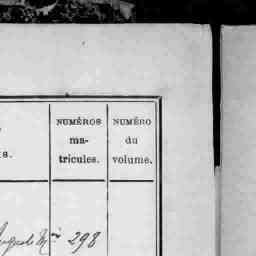 NUMÉROS NUMÉRO
ma- du
s. tricules. volume.
298